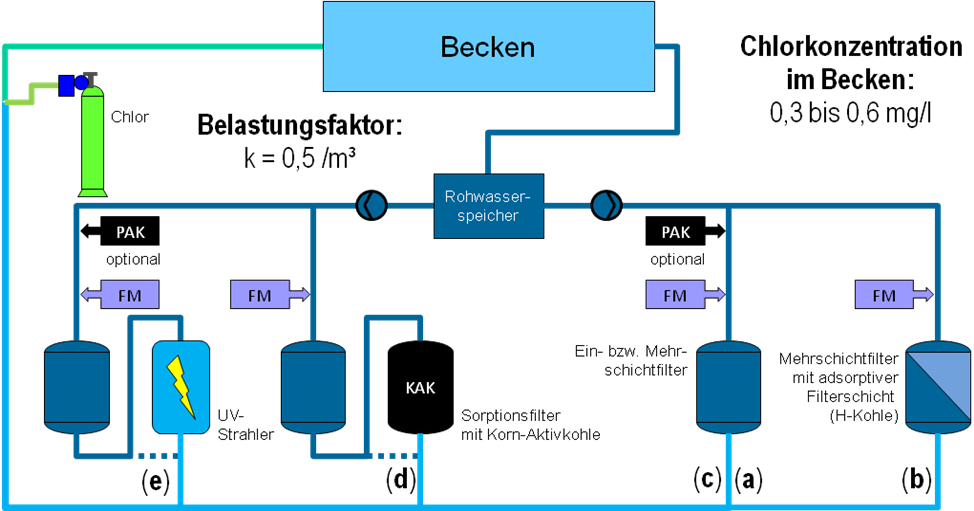 Becken
Chlorkonzentration
im Becken:
0,3 bis 0,6 mg/l
Chlor
Belastungsfaktor:
k = 0,5 /m³
Rohwasser-
speicher
PAK
optional
PAK
optional
FM
FM
FM
FM
Ein- bzw. Mehr-
schichtfilter
Mehrschichtfilter
mit adsorptiver
Filterschicht
(H-Kohle)
UV-
Strahler
KAK
Sorptionsfilter
mit Korn-Aktivkohle
(e)
(d)
(c)
(a)
(b)